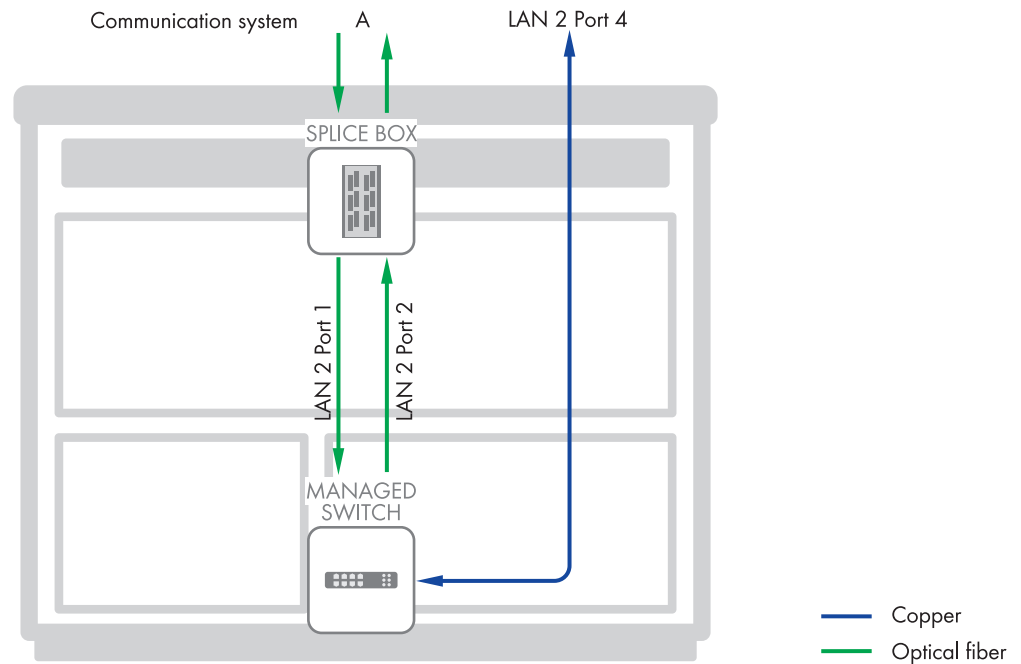 Communication system
A
LAN 2 Port 4
SPLICE BOX
LAN 2 Port 1
LAN 2 Port 2
MANAGED
SWITCH
Copper
Optical fiber